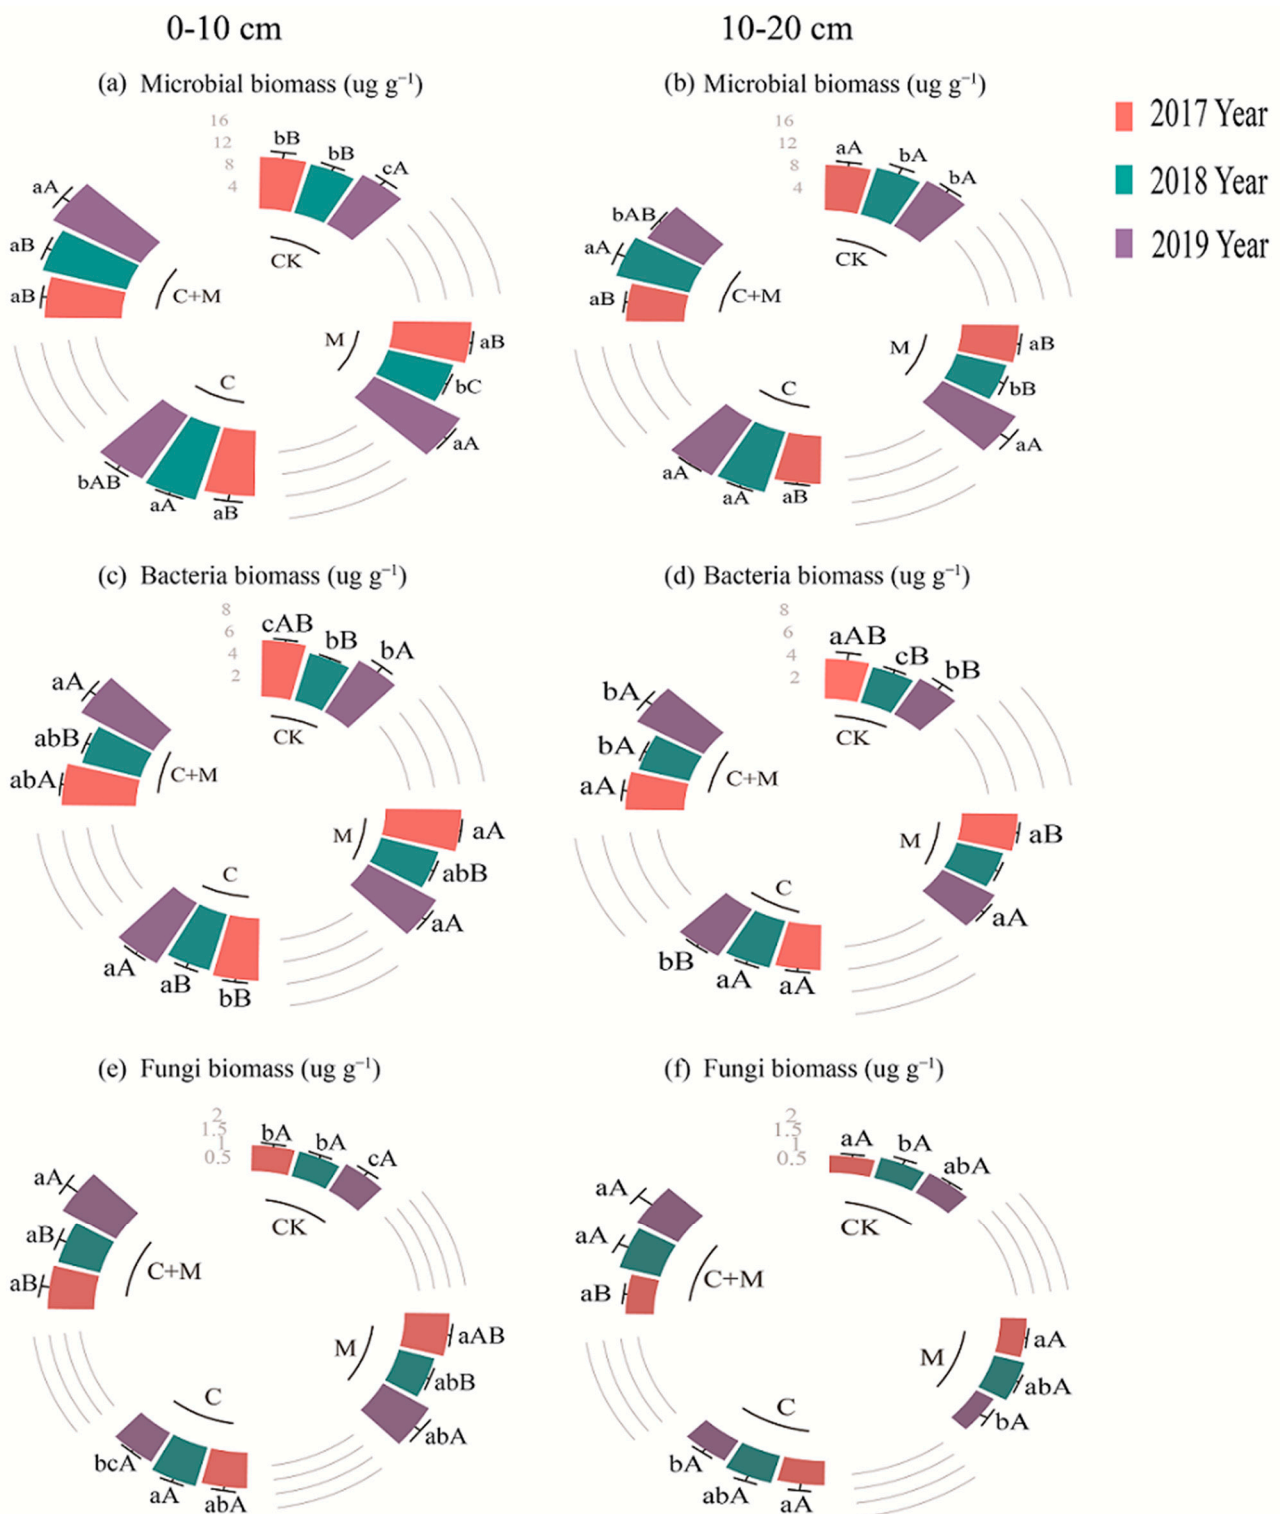 0-10 cm
10-20 cm
(a) Microbial biomass (ug g⁻¹)
16
12
8
4
bB
bB
cA
CK
aA
aB
aB
C+M
M
aB
bC
aA
C
bAB
aA
aB
(b) Microbial biomass (ug g⁻¹)
16
12
8
4
aA
bA
bA
CK
bAB
aA
aB
C+M
M
aB
bB
aA
C
aA
aA
aB
2017 Year
2018 Year
2019 Year
(c) Bacteria biomass (ug g⁻¹)
8
6
4
2
cAB
bB
bA
CK
aA
abB
abA
C+M
M
aA
abB
aA
C
aA
aB
bB
(d) Bacteria biomass (ug g⁻¹)
8
6
4
2
aAB
cB
bB
CK
bA
bA
aA
C+M
M
aB
aA
C
bB
aA
aA
(e) Fungi biomass (ug g⁻¹)
2
1.5
1
0.5
bA
bA
cA
CK
aA
aB
aB
C+M
M
aAB
abB
abA
C
bcA
aA
abA
(f) Fungi biomass (ug g⁻¹)
2
1.5
1
0.5
aA
bA
abA
CK
aA
aA
aB
C+M
M
aA
abA
bA
C
bA
abA
aA